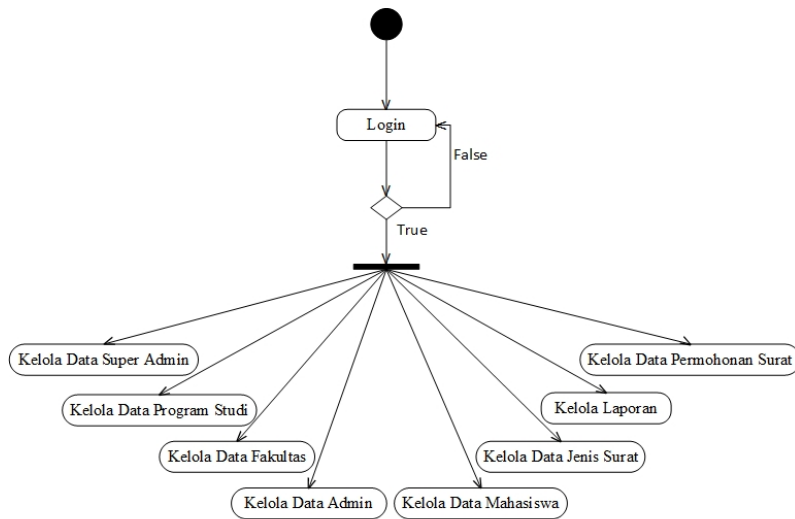 Login
False
True
Kelola Data Super Admin
Kelola Data Permohonan Surat
Kelola Data Program Studi
Kelola Laporan
Kelola Data Fakultas
Kelola Data Jenis Surat
Kelola Data Admin
Kelola Data Mahasiswa